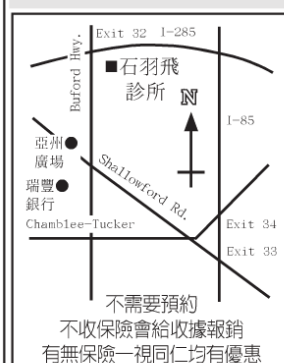 Exit 32 I-285
Buford Hwy.
■石羽飛
診所
N
I-85
亞州●
廣場
瑞豐●
銀行
Shallowford Rd.
Chamblee-Tucker
Exit 34
Exit 33
不需要預約
不收保險會給收據報銷
有無保險一視同仁均有優惠